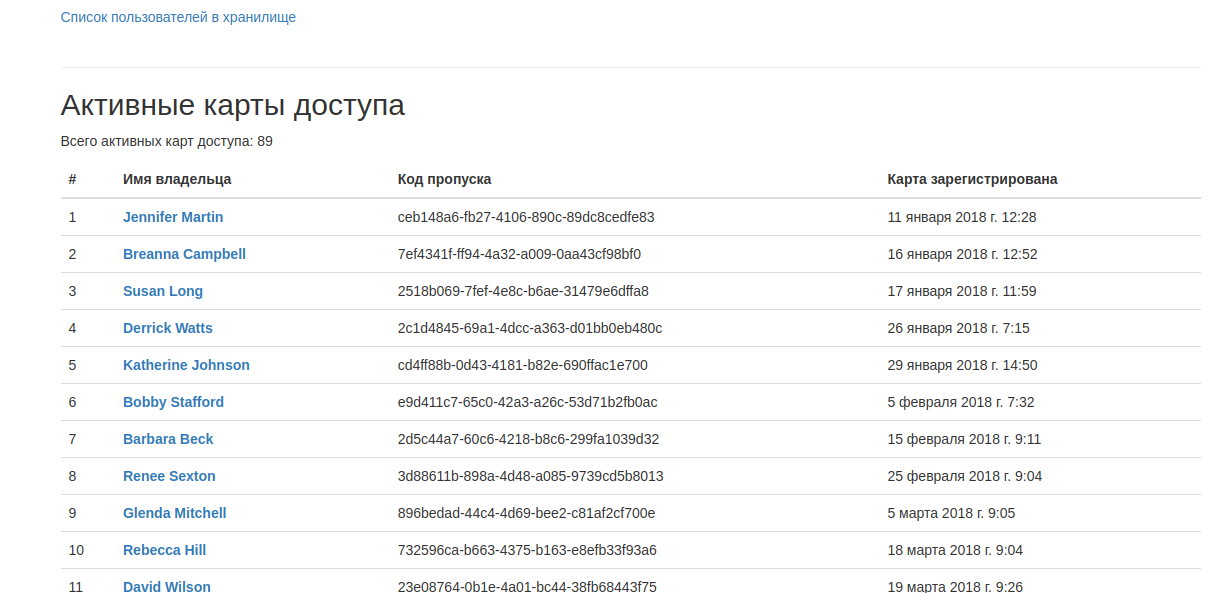 Список пользователей в хранилище
Активные карты доступа
Всего активных карт доступа: 89
# Имя владельца Код пропуска Карта зарегистрирована
1 Jennifer Martin ceb148a6-fb27-4106-890c-89dc8cedfe83 11 января 2018 г. 12:28
2 Breanna Campbell 7ef4341f-ff94-4a32-a009-0aa43cf98bf0 16 января 2018 г. 12:52
3 Susan Long 2518b069-7fef-4e8c-b6ae-31479e6dffa8 17 января 2018 г. 11:59
4 Derrick Watts 2c1d4845-69a1-4dcc-a363-d01bb0eb480c 26 января 2018 г. 7:15
5 Katherine Johnson cd4ff88b-0d43-4181-b82e-690ffac1e700 29 января 2018 г. 14:50
6 Bobby Stafford e9d411c7-65c0-42a3-a26c-53d71b2fb0ac 5 февраля 2018 г. 7:32
7 Barbara Beck 2d5c44a7-60c6-4218-b8c6-299fa1039d32 15 февраля 2018 г. 9:11
8 Renee Sexton 3d88611b-898a-4d48-a085-9739cd5b8013 25 февраля 2018 г. 9:04
9 Glenda Mitchell 896bedad-44c4-4d69-bee2-c81af2cf700e 5 марта 2018 г. 9:05
10 Rebecca Hill 732596ca-b663-4375-b163-e8efb33f93a6 18 марта 2018 г. 9:04
11 David Wilson 23e08764-0b1e-4a01-bc44-38fb68443f75 19 марта 2018 г. 9:26